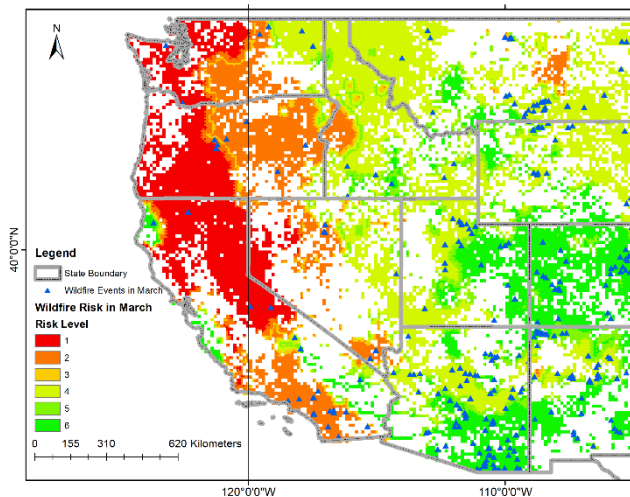 N
40°0'0"N
Legend
State Boundary
Wildfire Events in March
Wildfire Risk in March
Risk Level
1
2
3
4
5
6
0 155 310 620 Kilometers
120°0'0"W 110°0'0"W